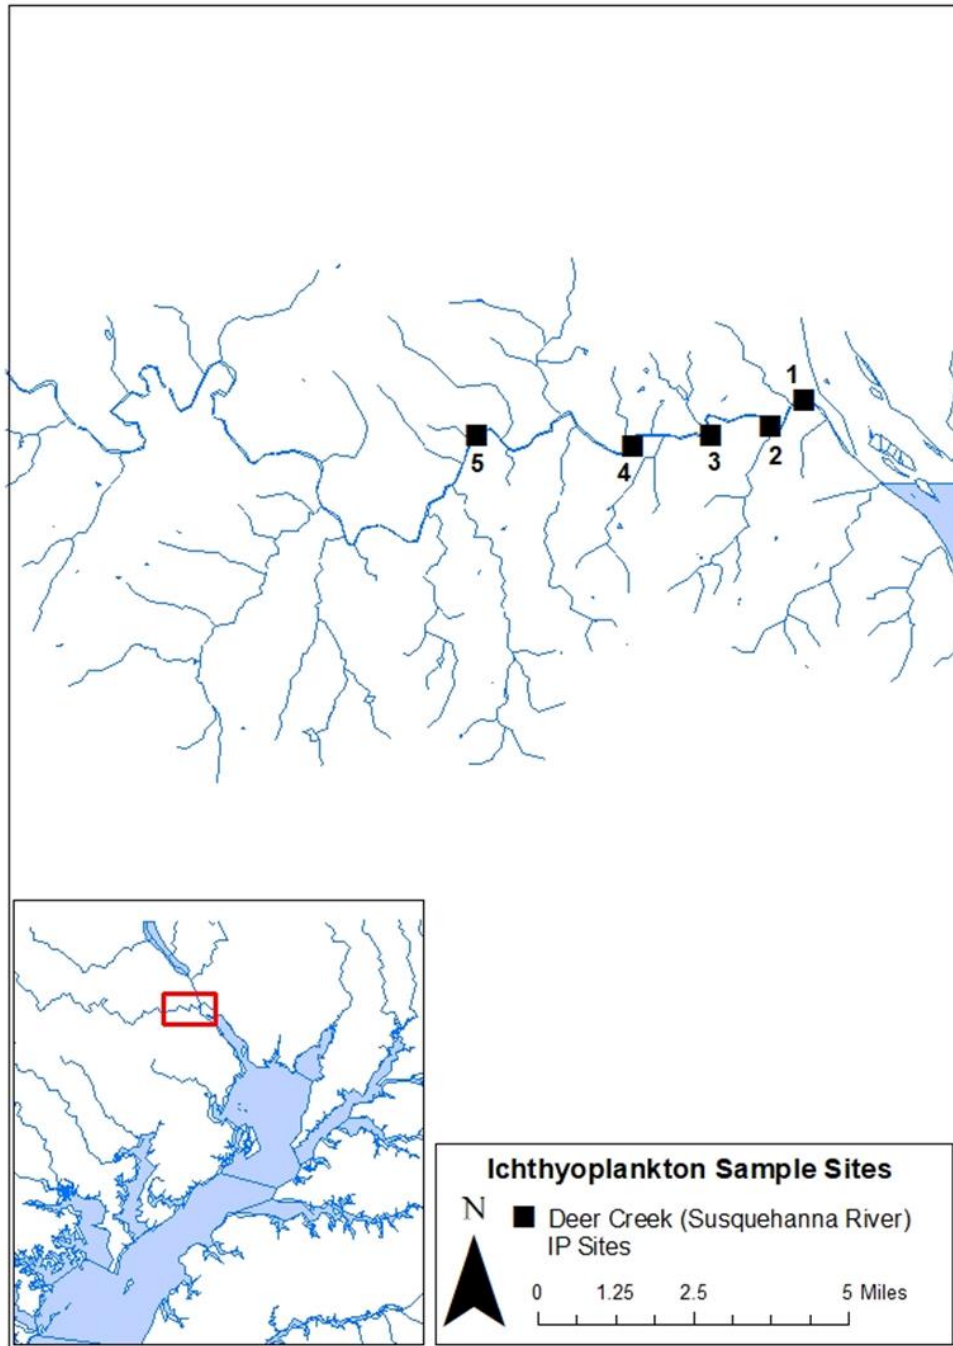 1
2
3
4
5
Ichthyoplankton Sample Sites
N
Deer Creek (Susquehanna River)
IP Sites
0 1.25 2.5 5 Miles